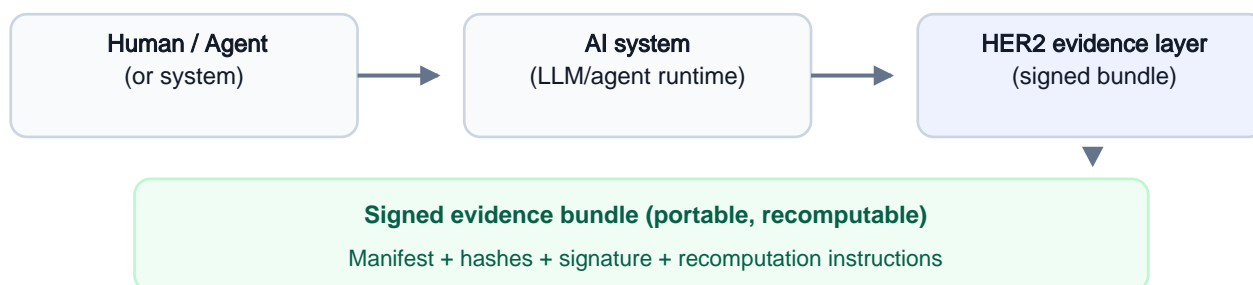 Human / Agent
(or system)
AI system
(LLM/agent runtime)
HER2 evidence layer
(signed bundle)
Signed evidence bundle (portable, recomputable)
Manifest + hashes + signature + recomputation instructions